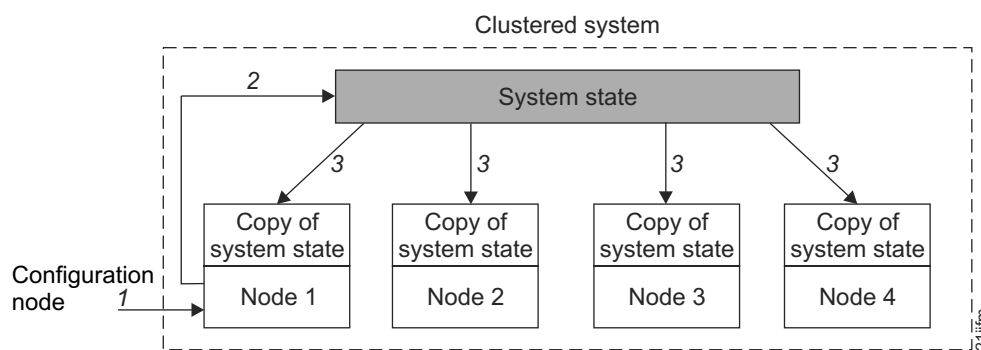 Clustered system
2
System state
3
3
3
3
Copy of
system state
Copy of
system state
Copy of
system state
Copy of
system state
Configuration
node
1
Node 1
Node 2
Node 3
Node 4